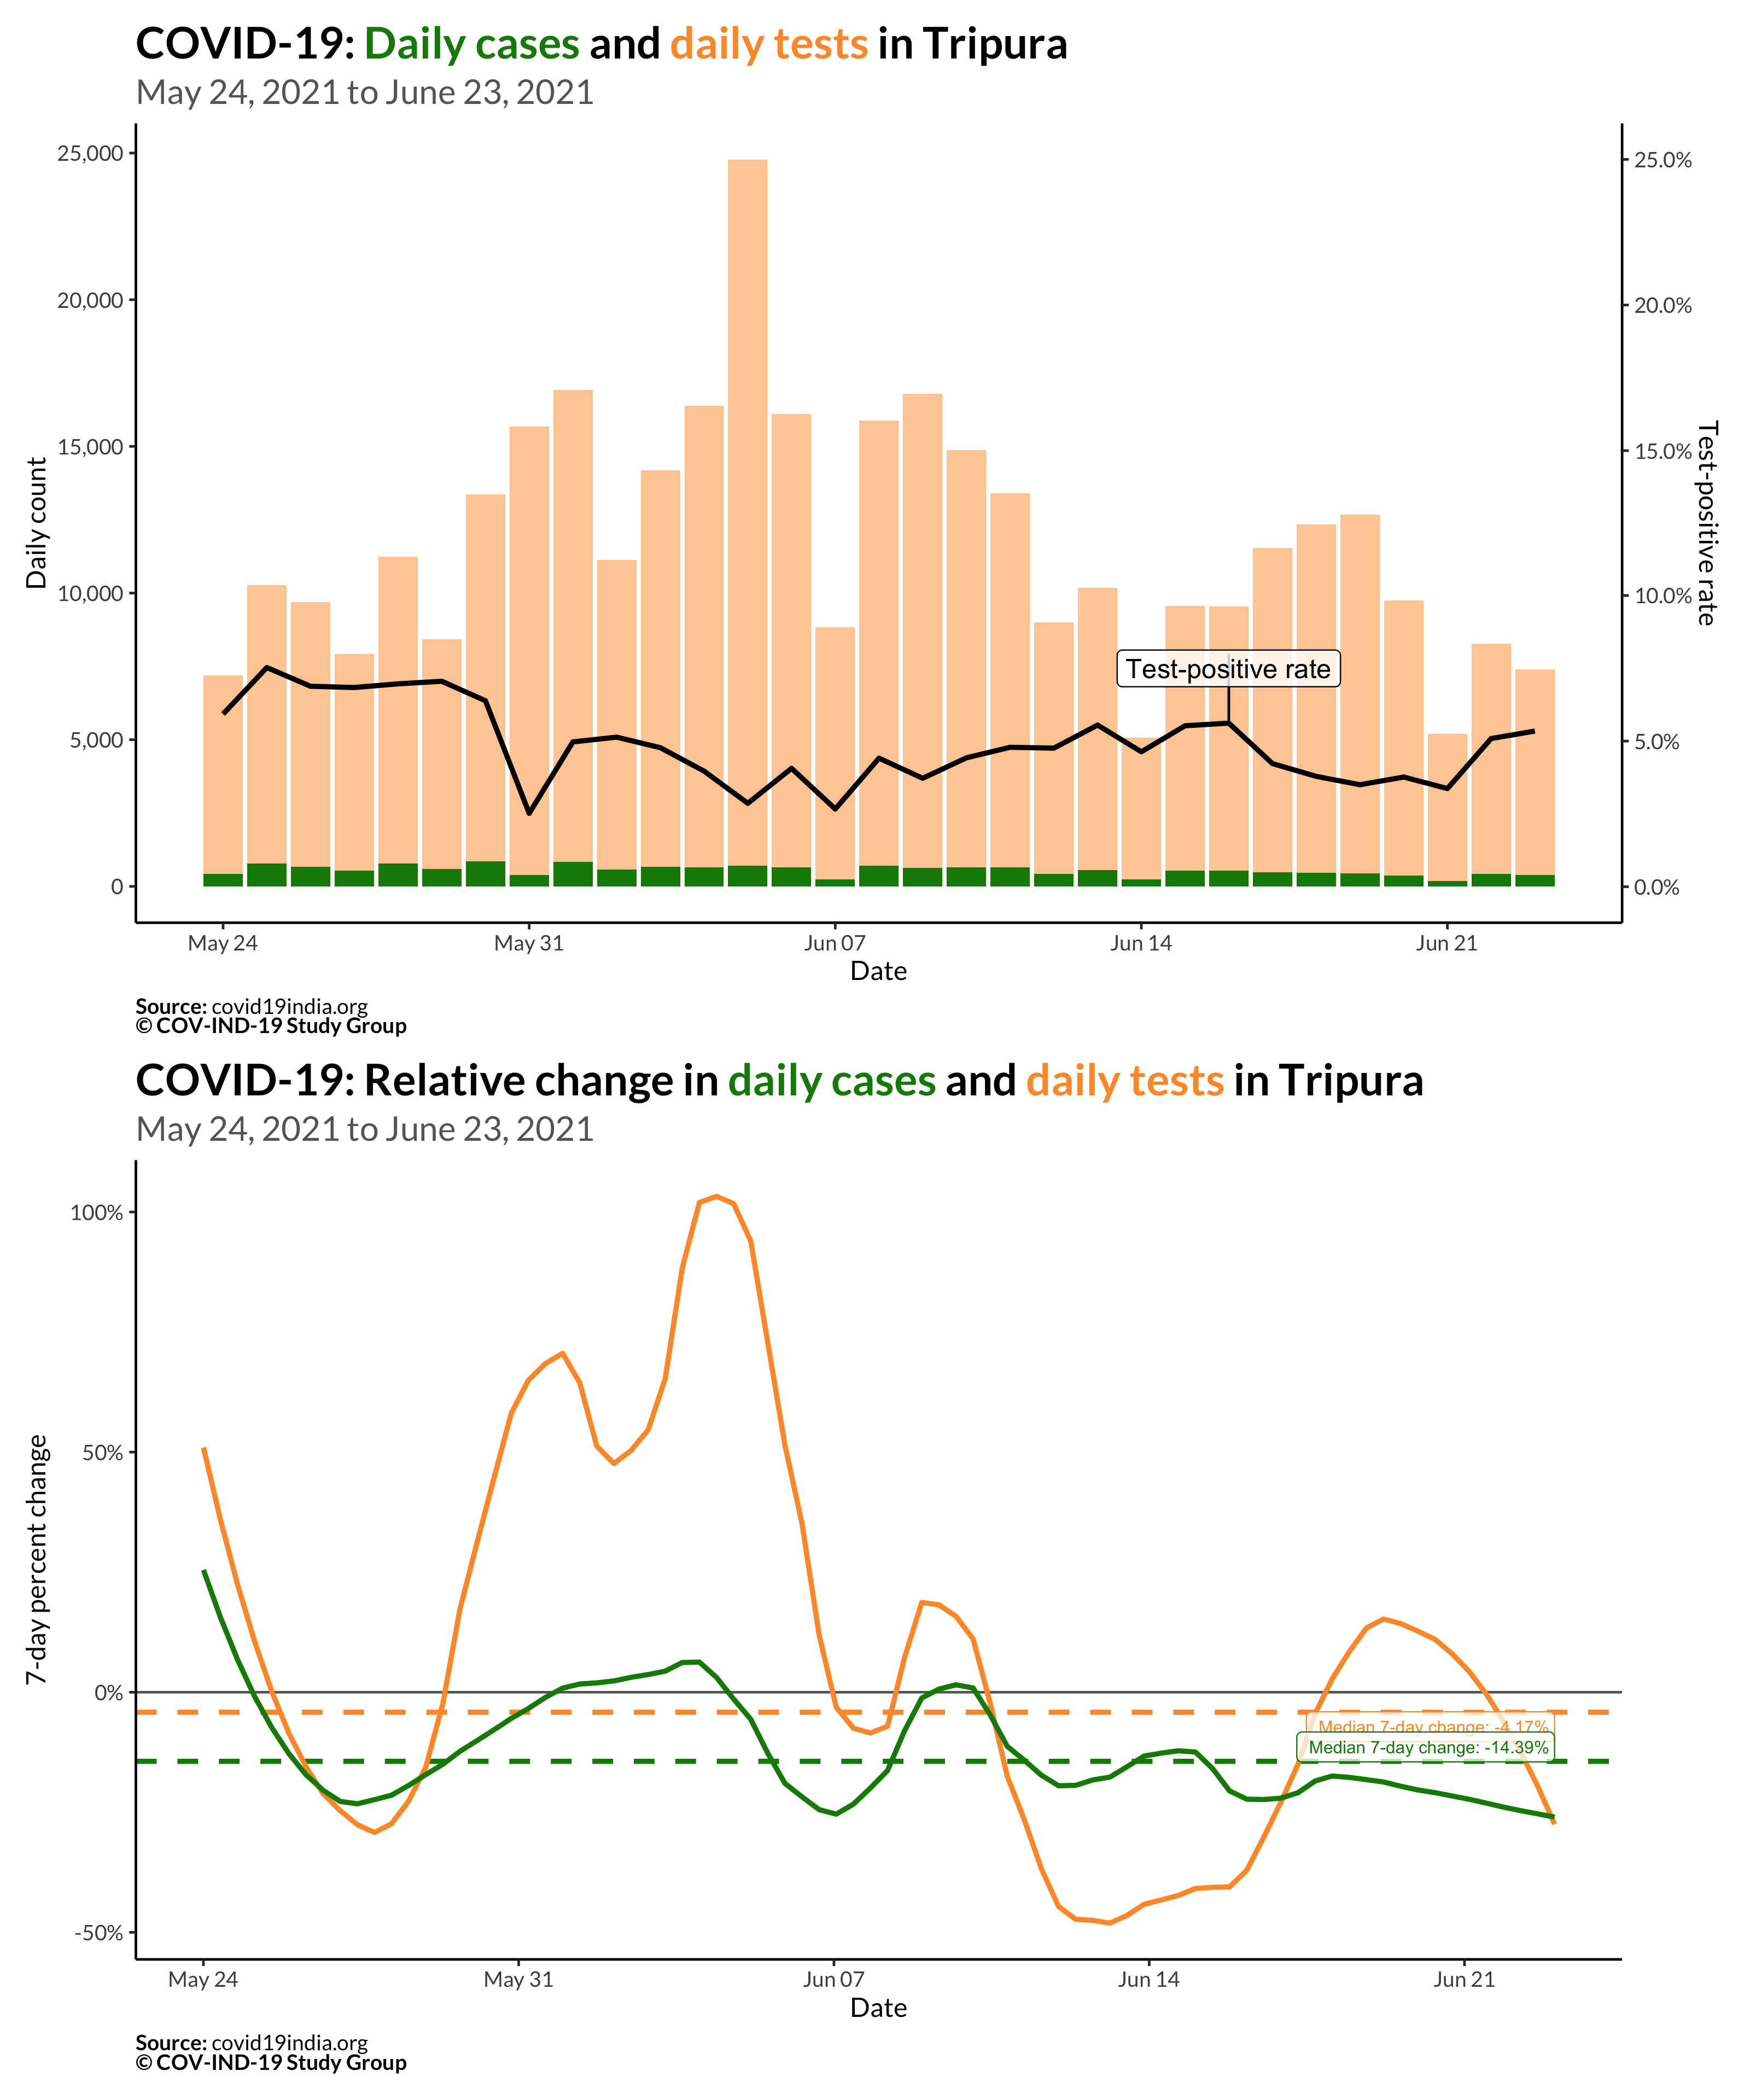 COVID-19: Daily cases and daily tests in Tripura
May 24, 2021 to June 23, 2021
25,000
20,000
15,000
10,000
5,000
0
Daily count
25.0%
20.0%
15.0%
10.0%
5.0%
0.0%
Test-positive rate
Test-positive rate
May 24
May 31
Jun 07
Jun 14
Jun 21
Date
Source: covid19india.org
© COV-IND-19 Study Group
COVID-19: Relative change in daily cases and daily tests in Tripura
May 24, 2021 to June 23, 2021
100%
50%
0%
-50%
7-day percent change
Median 7-day change: -4.17%
Median 7-day change: -14.39%
May 24
May 31
Jun 07
Jun 14
Jun 21
Date
Source: covid19india.org
© COV-IND-19 Study Group